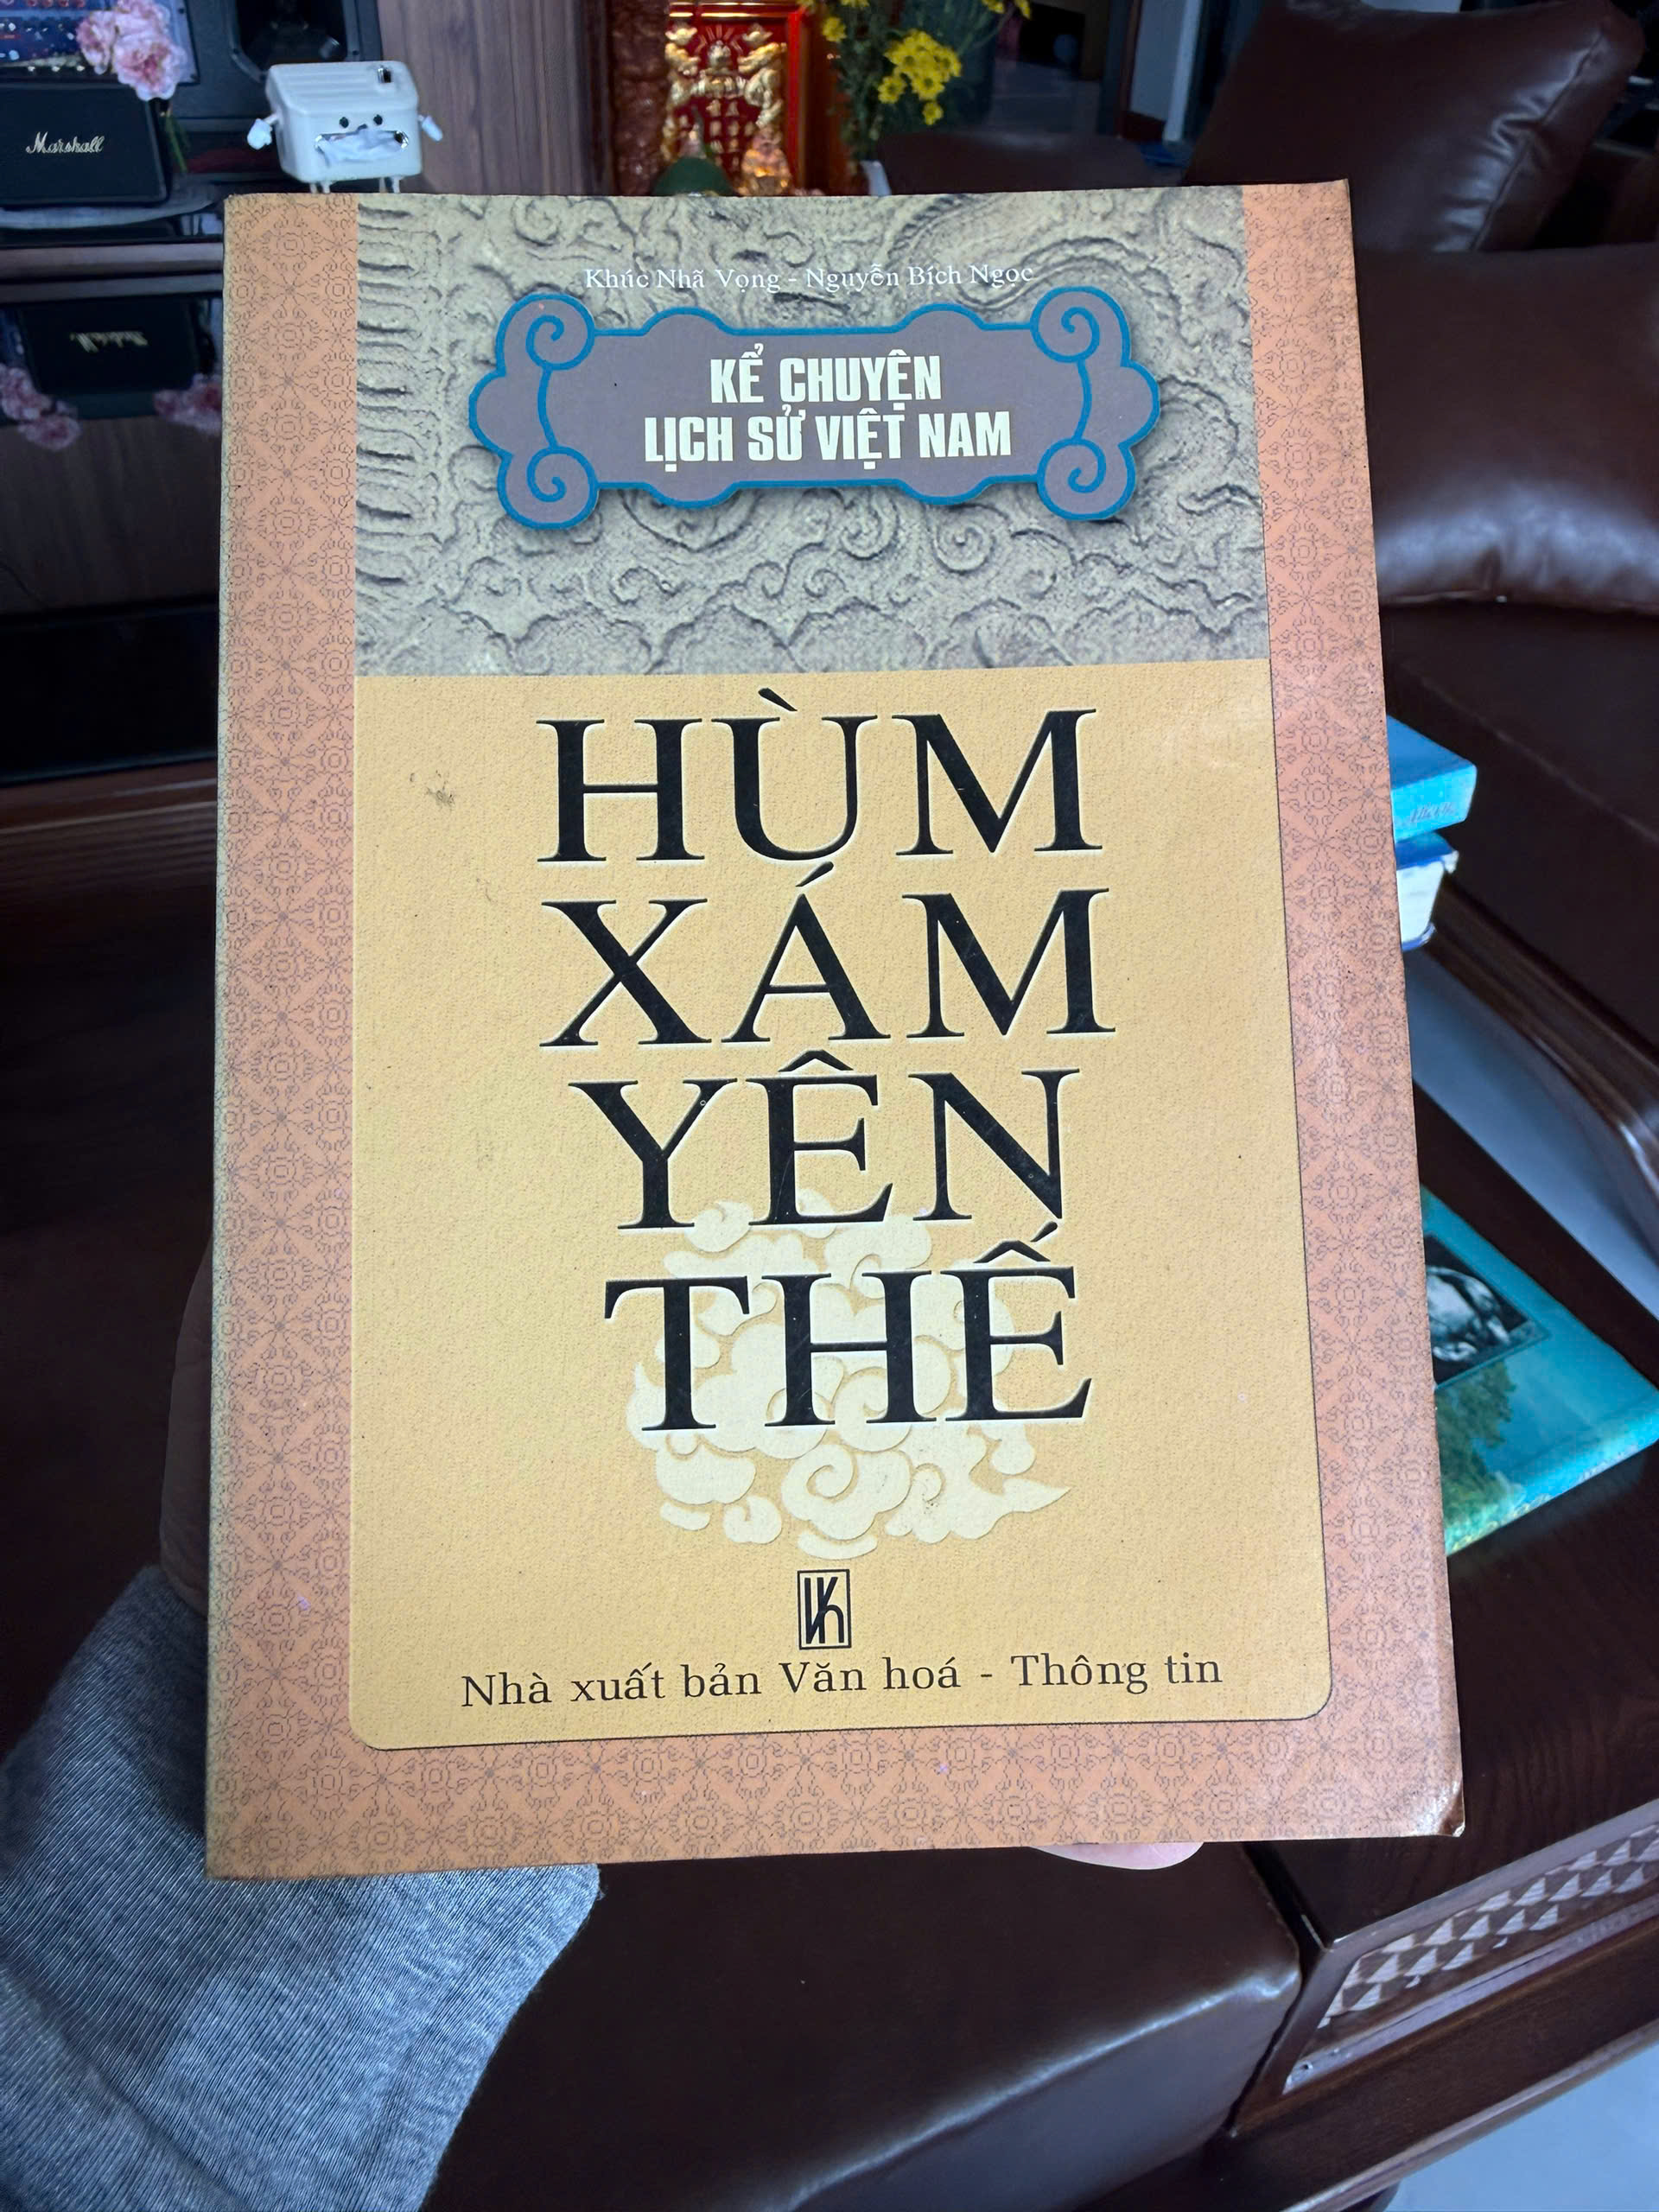 Marshall
Khúc Nhã Vọng - Nguyễn Bích Ngọc
KỂ CHUYỆN
LỊCH SỬ VIỆT NAM
HÙM
XÁM
YÊN
THẾ
Nhà xuất bản Văn hoá - Thông tin